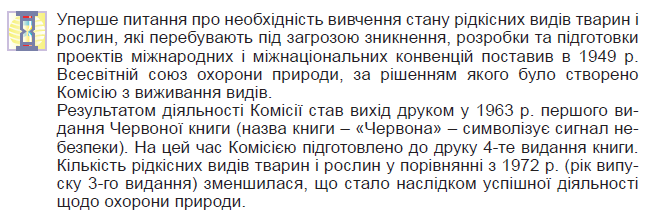 Уперше питання про необхідність вивчення стану рідкісних видів тварин і
рослин, які перебувають під загрозою зникнення, розробки та підготовки
проектів міжнародних і міжнаціональних конвенцій поставив в 1949 р.
Всесвітній союз охорони природи, за рішенням якого було створено
Комісію з виживання видів.
Результатом діяльності Комісії став вихід друком у 1963 р. першого ви-
дання Червоної книги (назва книги – «Червона» – символізує сигнал не-
безпеки). На цей час Комісією підготовлено до друку 4-те видання книги.
Кількість рідкісних видів тварин і рослин у порівнянні з 1972 р. (рік випу-
ску 3-го видання) зменшилася, що стало наслідком успішної діяльності
щодо охорони природи.